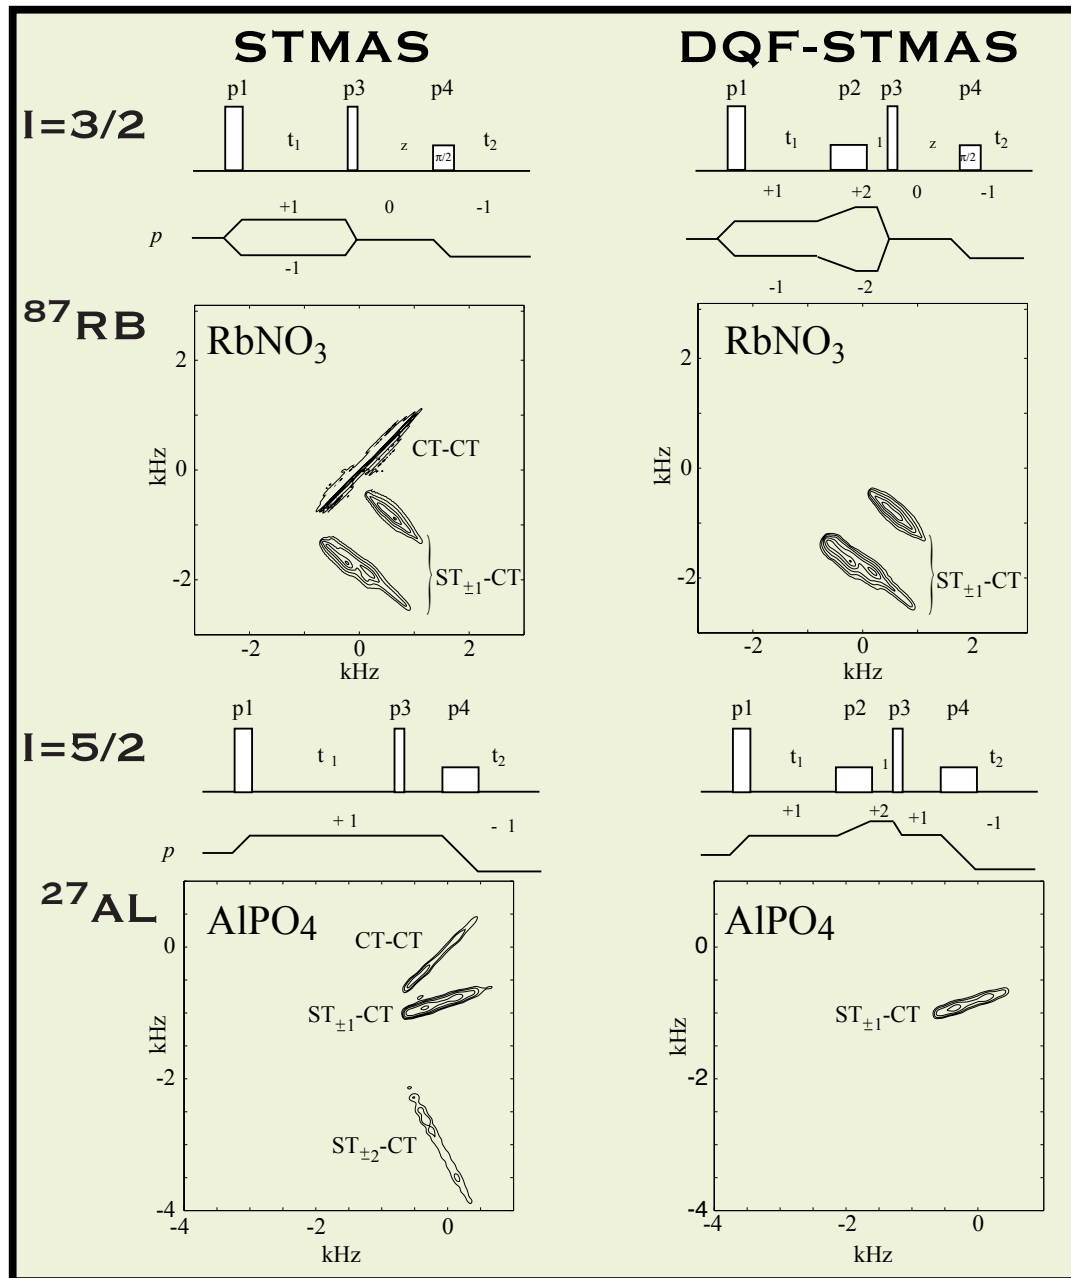 STMAS DQF-STMAS
I=3/2
p1 p3 p4
t1 z π/2 t2
+1 0 -1
p
-1
p1 p2 p3 p4
t1 1 z π/2 t2
+1 +2 0 -1
-1 -2
87RB
RbNO3
CT-CT
ST±1-CT
kHz
2
0
-2
-2 0 2
kHz
RbNO3
ST±1-CT
kHz
2
0
-2
-2 0 2
kHz
I=5/2
p1 p3 p4
t 1 t2
+ 1 - 1
p
p1 p2 p3 p4
t1 1 t2
+1 +2 +1 -1
27AL
AlPO4
CT-CT
ST±1-CT
ST±2-CT
kHz
0
-2
-4
-4 -2 0
kHz
AlPO4
ST±1-CT
kHz
0
-2
-4
-4 -2 0
kHz